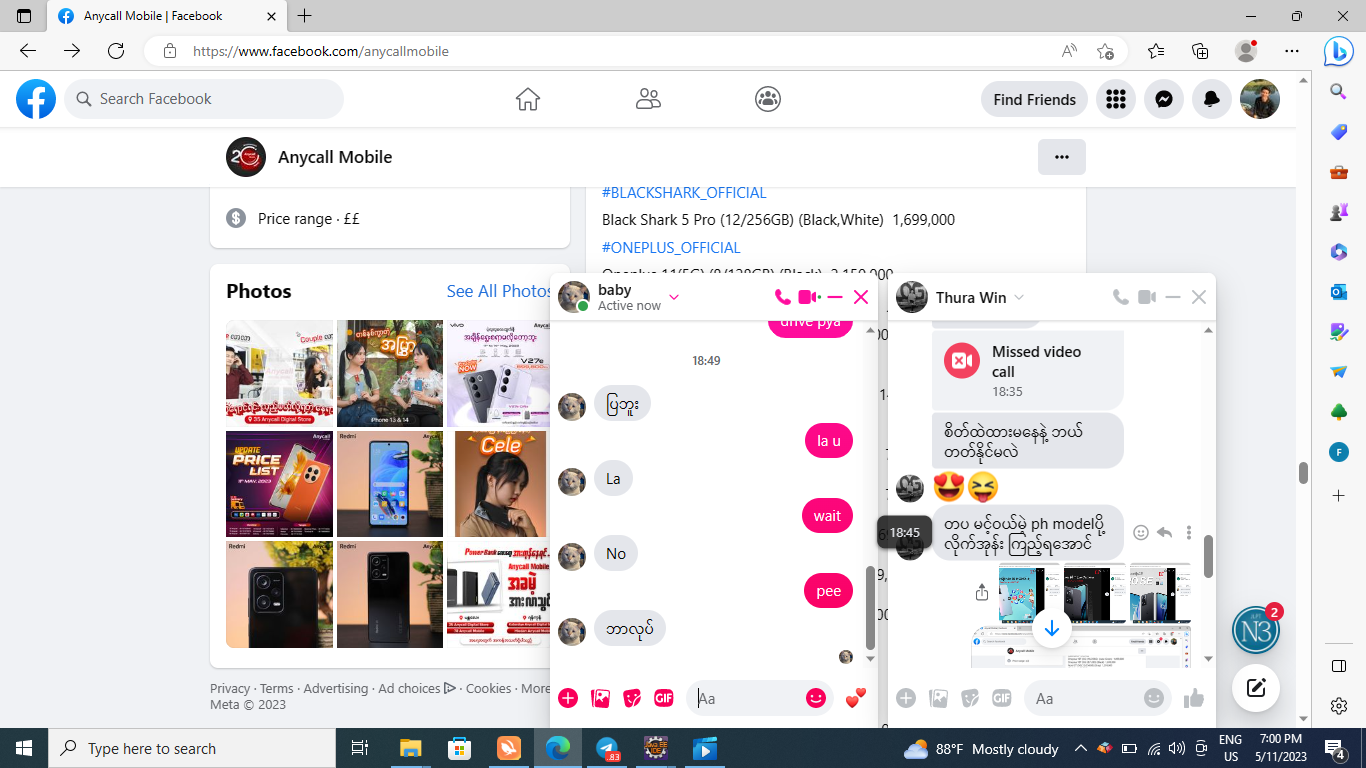 Anycall Mobile | Facebook
https://www.facebook.com/anycallmobile
Search Facebook
Find Friends
Anycall Mobile
Price range · ££
#BLACKSHARK_OFFICIAL
Black Shark 5 Pro (12/256GB) (Black,White) 1,699,000
#ONEPLUS_OFFICIAL
Photos
See All Photos
Couple
iPhone 13 & 14
vivo
V27e
UPDATE
PRICE
LIST
Redmi
Cele
Redmi
Redmi
Power Bank
Anycall Mobile
Privacy · Terms · Advertising · Ad choices · Cookies · More
Meta © 2023
baby
Active now
drive pya
18:49
ပြဘူး
la u
La
wait
No
pee
ဘာလုပ်
GIF
Aa
Thura Win
Missed video
call
18:35
စိတ်ထဲထားမနေနဲ့ ဘယ်
တတ်နိုင်မလဲ
18:45
တပ မင့်ဝယ်မဲ့ ph modelပို့
လိုက်အုန်း ကြည့်ရအောင်
GIF
Aa
N3
2
F
Type here to search
.83
88°F Mostly cloudy
ENG
US
7:00 PM
5/11/2023
4